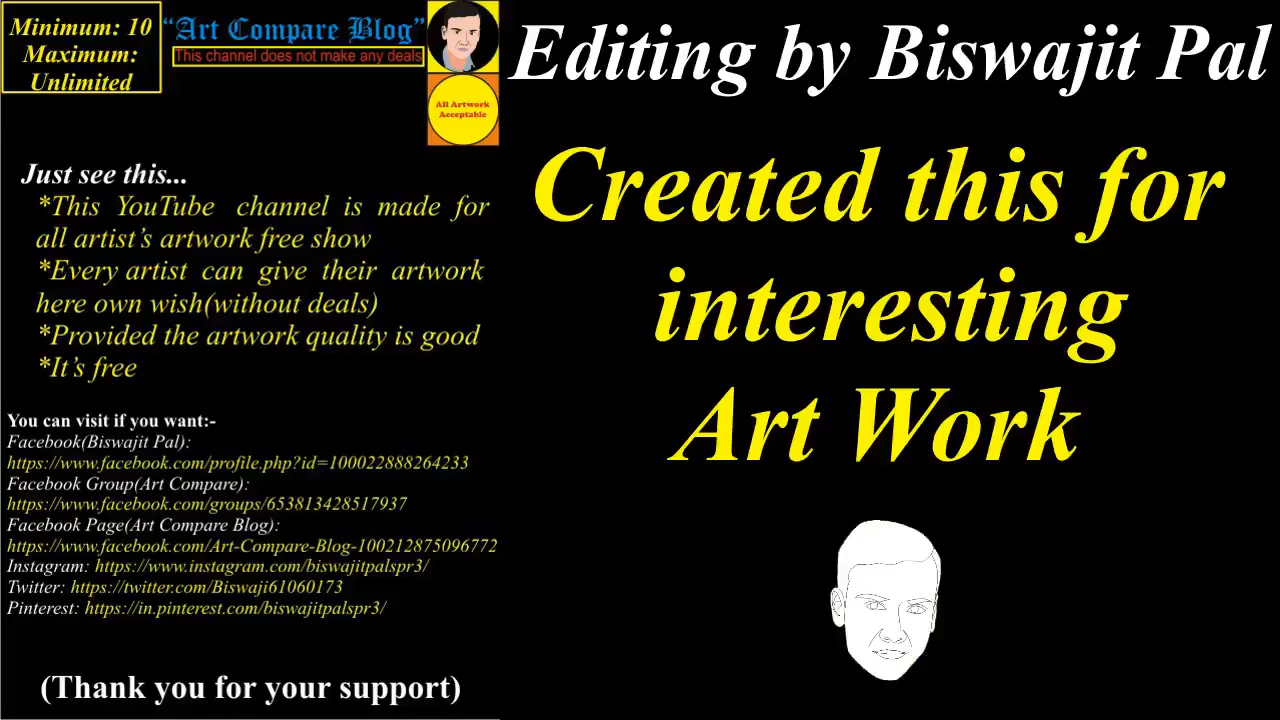 Minimum: 10
Maximum:
Unlimited
“Art Compare Blog”
This channel does not make any deals
All Artwork
Acceptable
Just see this...
*This YouTube channel is made for
all artist’s artwork free show
*Every artist can give their artwork
here own wish(without deals)
*Provided the artwork quality is good
*It’s free
You can visit if you want:-
Facebook(Biswajit Pal):
https://www.facebook.com/profile.php?id=100022888264233
Facebook Group(Art Compare):
https://www.facebook.com/groups/653813428517937
Facebook Page(Art Compare Blog):
https://www.facebook.com/Art-Compare-Blog-100212875096772
Instagram: https://www.instagram.com/biswajitpalspr3/
Twitter: https://twitter.com/Biswaji61060173
Pinterest: https://in.pinterest.com/biswajitpalspr3/
(Thank you for your support)
Editing by Biswajit Pal
Created this for
interesting
Art Work